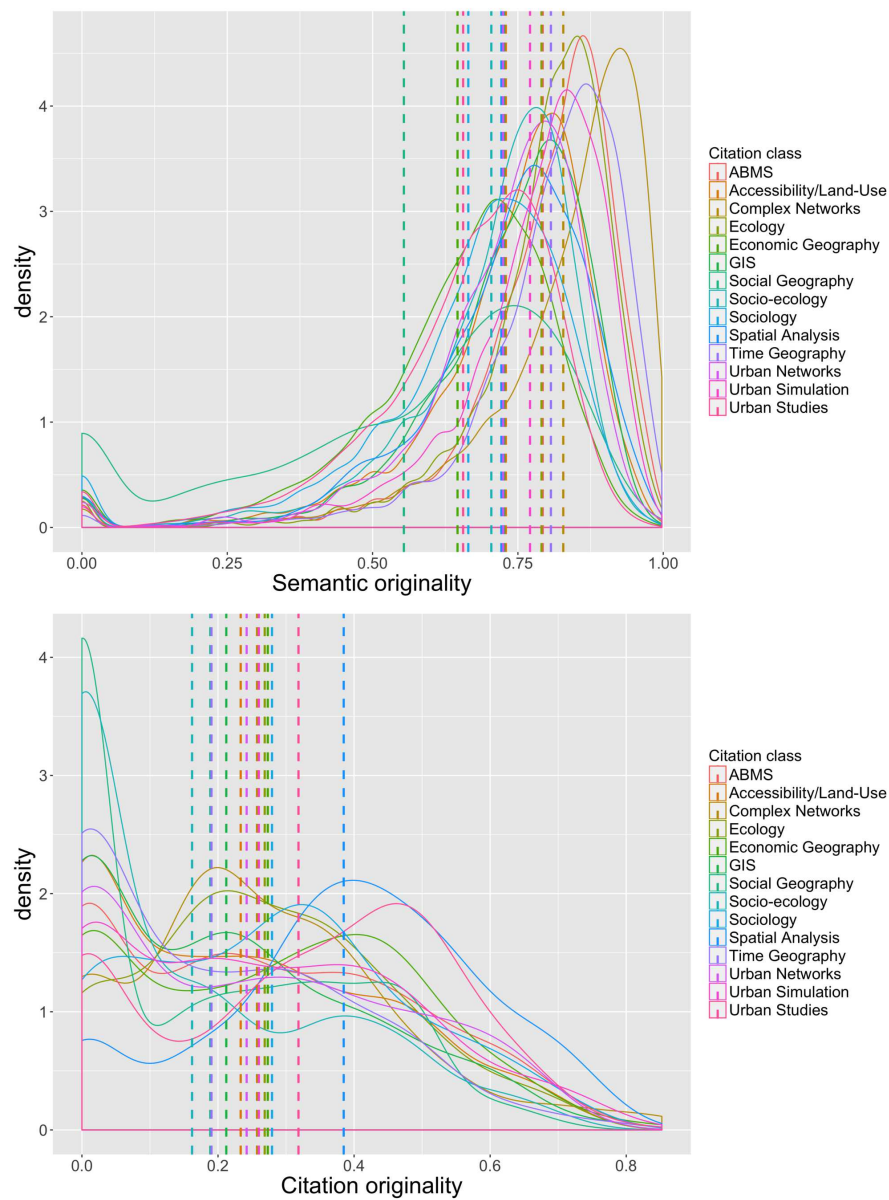 density
4
3
2
1
0
0.00 0.25 0.50 0.75 1.00
Semantic originality
Citation class
ABMS
Accessibility/Land-Use
Complex Networks
Ecology
Economic Geography
GIS
Social Geography
Socio-ecology
Sociology
Spatial Analysis
Time Geography
Urban Networks
Urban Simulation
Urban Studies
density
4
3
2
1
0
0.0 0.2 0.4 0.6 0.8
Citation originality
Citation class
ABMS
Accessibility/Land-Use
Complex Networks
Ecology
Economic Geography
GIS
Social Geography
Socio-ecology
Sociology
Spatial Analysis
Time Geography
Urban Networks
Urban Simulation
Urban Studies